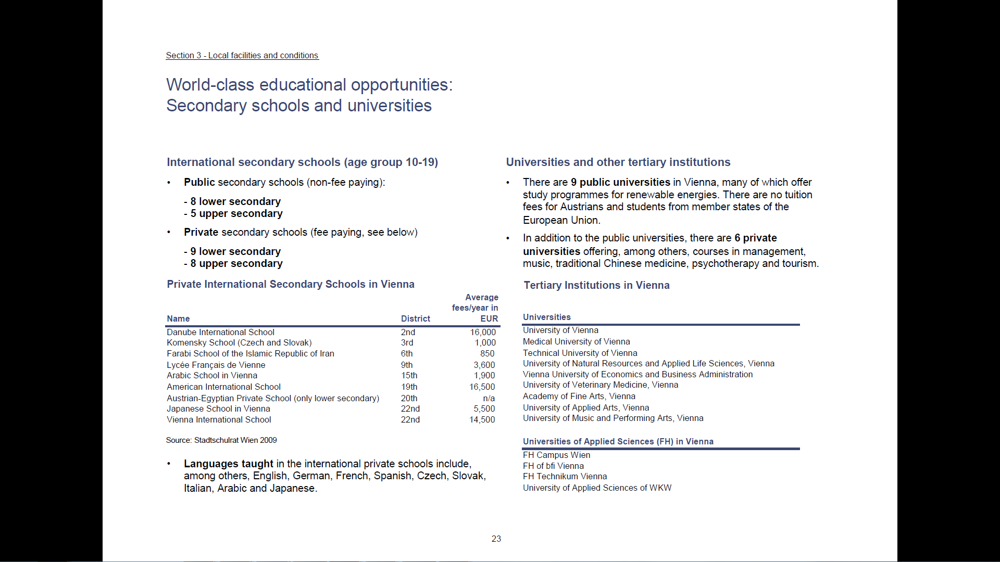 Section 3 - Local facilities and conditions
World-class educational opportunities:
Secondary schools and universities
International secondary schools (age group 10-19)
• Public secondary schools (non-fee paying):
- 8 lower secondary
- 5 upper secondary
• Private secondary schools (fee paying, see below)
- 9 lower secondary
- 8 upper secondary
Private International Secondary Schools in Vienna
Average
fees/year in
Name District EUR
Danube International School 2nd 16,000
Komensky School (Czech and Slovak) 3rd 1,000
Farabi School of the Islamic Republic of Iran 6th 850
Lycée Français de Vienne 9th 3,600
Arabic School in Vienna 15th 1,900
American International School 19th 16,500
Austrian-Egyptian Private School (only lower secondary) 20th n/a
Japanese School in Vienna 22nd 5,500
Vienna International School 22nd 14,500
Source: Stadtschulrat Wien 2009
• Languages taught in the international private schools include,
among others, English, German, French, Spanish, Czech, Slovak,
Italian, Arabic and Japanese.
Universities and other tertiary institutions
• There are 9 public universities in Vienna, many of which offer
study programmes for renewable energies. There are no tuition
fees for Austrians and students from member states of the
European Union.
• In addition to the public universities, there are 6 private
universities offering, among others, courses in management,
music, traditional Chinese medicine, psychotherapy and tourism.
Tertiary Institutions in Vienna
Universities
University of Vienna
Medical University of Vienna
Technical University of Vienna
University of Natural Resources and Applied Life Sciences, Vienna
Vienna University of Economics and Business Administration
University of Veterinary Medicine, Vienna
Academy of Fine Arts, Vienna
University of Applied Arts, Vienna
University of Music and Performing Arts, Vienna
Universities of Applied Sciences (FH) in Vienna
FH Campus Wien
FH of bfi Vienna
FH Technikum Vienna
University of Applied Sciences of WKW
23